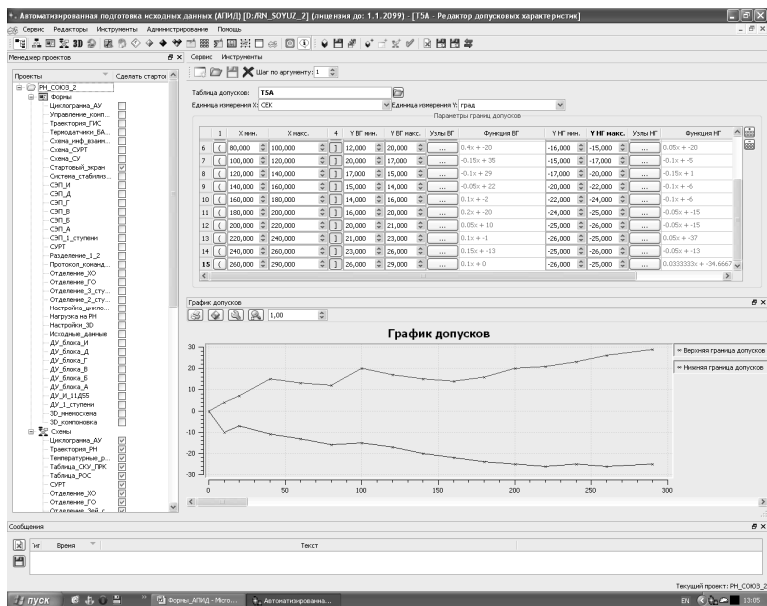 Автоматизированная подготовка исходных данных (АПИД) [D:/RN_SOYUZ_2] (лицензия до: 1.1.2099) - [T5A - Редактор допусковых характеристик]
Сервис Редакторы Инструменты Администрирование Помощь
Менеджер проектов
Сервис Инструменты
Шаг по аргументу: 1
Проекты Сделать стартов
РН_СОЮЗ_2
Формы
Циклограмма_АУ
Управление_комп...
Траектория_ГИС
Термодатчики_БА...
Схема_инф_взаим...
Схема_СУРТ
Схема_СУ
Стартовый_экран
Система_стабилиз...
СЭП_И
СЭП_Д
СЭП_Г
СЭП_В
СЭП_Б
СЭП_А
СЭП_1_ступени
СУРТ
Разделение_1_2
Протокол_команд...
Отделение_ХО
Отделение_ГО
Отделение_3_сту...
Отделение_2_сту...
Настройка_цикло...
Нагрузка на РН
Настройки_3D
Исходные_данные
ДУ_блока_И
ДУ_блока_Д
ДУ_блока_Г
ДУ_блока_В
ДУ_блока_Б
ДУ_блока_А
ДУ_И_11Д55
ДУ_1_ступени
3D_мнемосхема
3D_компоновка
Схемы
Циклограмма_АУ
Траектория_РН
Температурные_р...
Таблица_СКУ_ПРК
Таблица_РОС
СУРТ
Отделение_ХО
Отделение_ГО
Таблица допусков: T5A
Единица измерения X: СЕК Единица измерения Y: град
Параметры границ допусков
1 X мин. X макс. 4 Y ВГ мин. Y ВГ макс. Узлы ВГ Функция ВГ Y НГ мин. Y НГ макс. Узлы НГ Функция НГ
6 ( 80,000 100,000 ] 12,000 20,000 ... 0.4x + -20 -16,000 -15,000 ... 0.05x + -20
7 ( 100,000 120,000 ] 20,000 17,000 ... -0.15x + 35 -15,000 -17,000 ... -0.1x + -5
8 ( 120,000 140,000 ] 17,000 15,000 ... -0.1x + 29 -17,000 -20,000 ... -0.15x + 1
9 ( 140,000 160,000 ] 15,000 14,000 ... -0.05x + 22 -20,000 -22,000 ... -0.1x + -6
10 ( 160,000 180,000 ] 14,000 16,000 ... 0.1x + -2 -22,000 -24,000 ... -0.1x + -6
11 ( 180,000 200,000 ] 16,000 20,000 ... 0.2x + -20 -24,000 -25,000 ... -0.05x + -15
12 ( 200,000 220,000 ] 20,000 21,000 ... 0.05x + 10 -25,000 -26,000 ... -0.05x + -15
13 ( 220,000 240,000 ] 21,000 23,000 ... 0.1x + -1 -26,000 -25,000 ... 0.05x + -37
14 ( 240,000 260,000 ] 23,000 26,000 ... 0.15x + -13 -25,000 -26,000 ... -0.05x + -13
15 ( 260,000 290,000 ] 26,000 29,000 ... 0.1x + 0 -26,000 -25,000 ... 0.0333333x + -34.6667
График допусков
1,00
График допусков
30
20
10
0
-10
-20
-30
0 50 100 150 200 250 300
Верхняя граница допусков
Нижняя граница допусков
Сообщения
Время Текст
Текущий проект: РН_СОЮЗ_2
пуск Формы_АПИД - Micro... Автоматизированна... EN 13:05